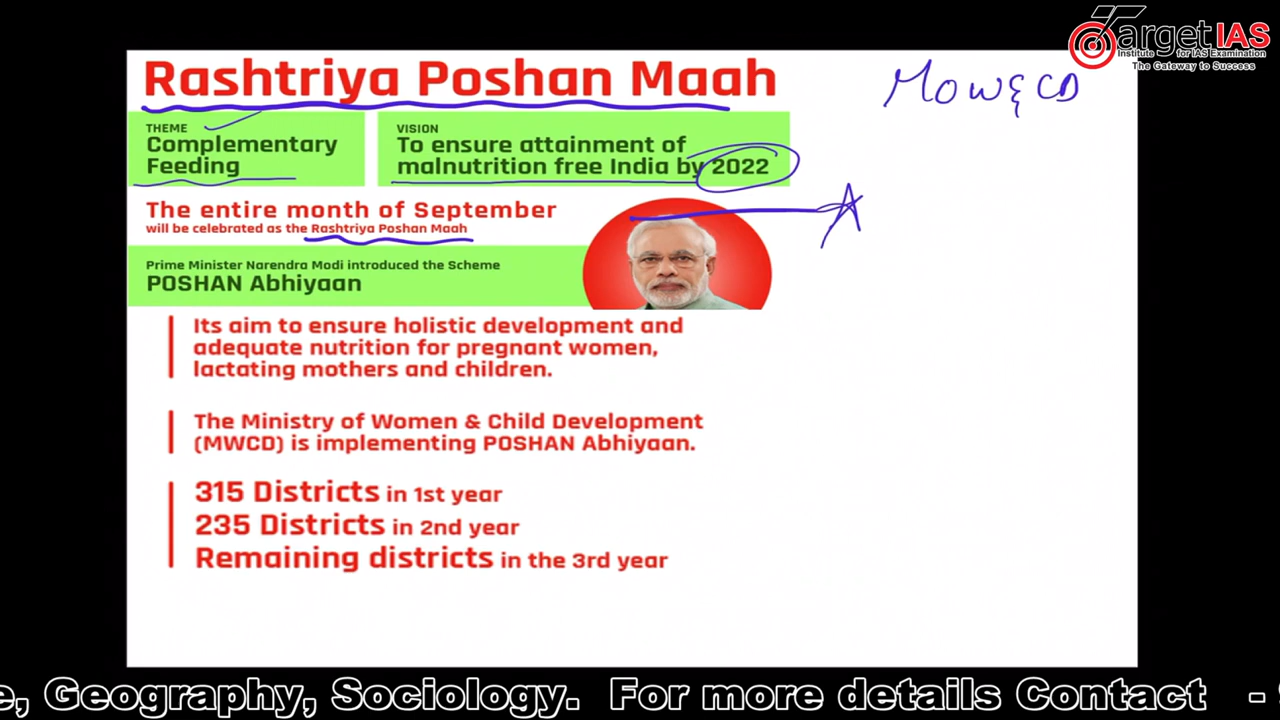 Target IAS
Institute for IAS Examination
The Gateway to Success
Rashtriya Poshan Maah
MOW&CD
THEME
Complementary
Feeding
VISION
To ensure attainment of
malnutrition free India by 2022
The entire month of September
will be celebrated as the Rashtriya Poshan Maah
Prime Minister Narendra Modi introduced the Scheme
POSHAN Abhiyaan
Its aim to ensure holistic development and
adequate nutrition for pregnant women,
lactating mothers and children.
The Ministry of Women & Child Development
(MWCD) is implementing POSHAN Abhiyaan.
315 Districts in 1st year
235 Districts in 2nd year
Remaining districts in the 3rd year
e, Geography, Sociology. For more details Contact -